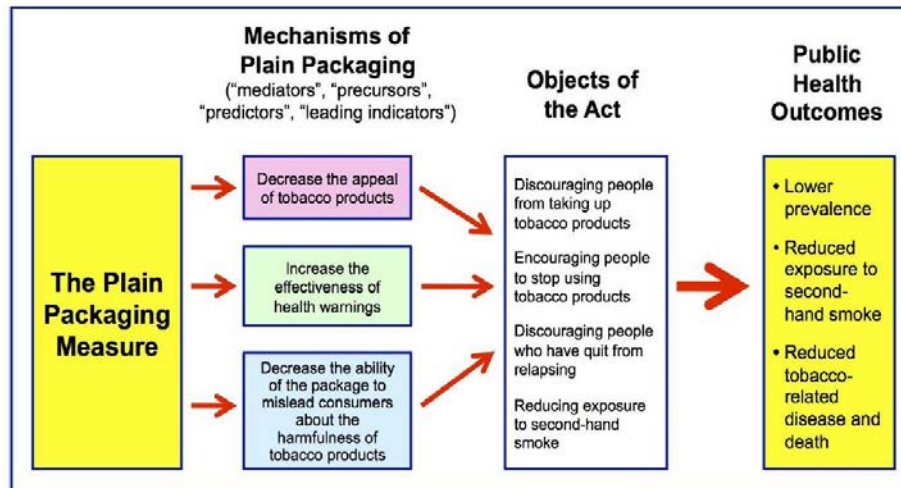 Mechanisms of
Plain Packaging
("mediators", "precursors",
"predictors", "leading indicators")
Objects of
the Act
Public
Health
Outcomes
The Plain
Packaging
Measure
Decrease the appeal
of tobacco products
Increase the
effectiveness of
health warnings
Decrease the ability
of the package to
mislead consumers
about the
harmfulness of
tobacco products
Discouraging people
from taking up
tobacco products
Encouraging people
to stop using
tobacco products
Discouraging people
who have quit from
relapsing
Reducing exposure
to second-hand
smoke
• Lower
prevalence
• Reduced
exposure to
second-
hand
smoke
• Reduced
tobacco-
related
disease and
death